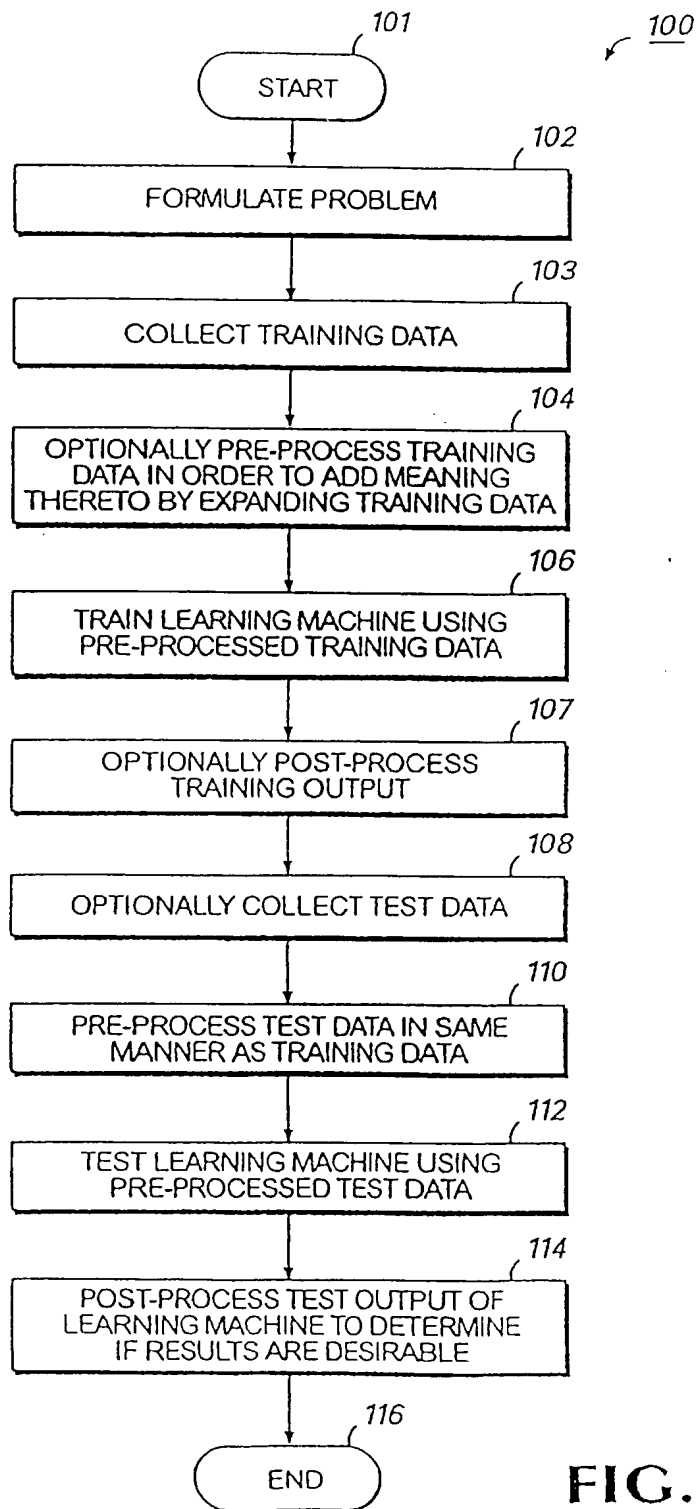 101
100
START
102
FORMULATE PROBLEM
103
COLLECT TRAINING DATA
104
OPTIONALLY PRE-PROCESS TRAINING
DATA IN ORDER TO ADD MEANING
THERETO BY EXPANDING TRAINING DATA
106
TRAIN LEARNING MACHINE USING
PRE-PROCESSED TRAINING DATA
107
OPTIONALLY POST-PROCESS
TRAINING OUTPUT
108
OPTIONALLY COLLECT TEST DATA
110
PRE-PROCESS TEST DATA IN SAME
MANNER AS TRAINING DATA
112
TEST LEARNING MACHINE USING
PRE-PROCESSED TEST DATA
114
POST-PROCESS TEST OUTPUT OF
LEARNING MACHINE TO DETERMINE
IF RESULTS ARE DESIRABLE
116
END
FIG.